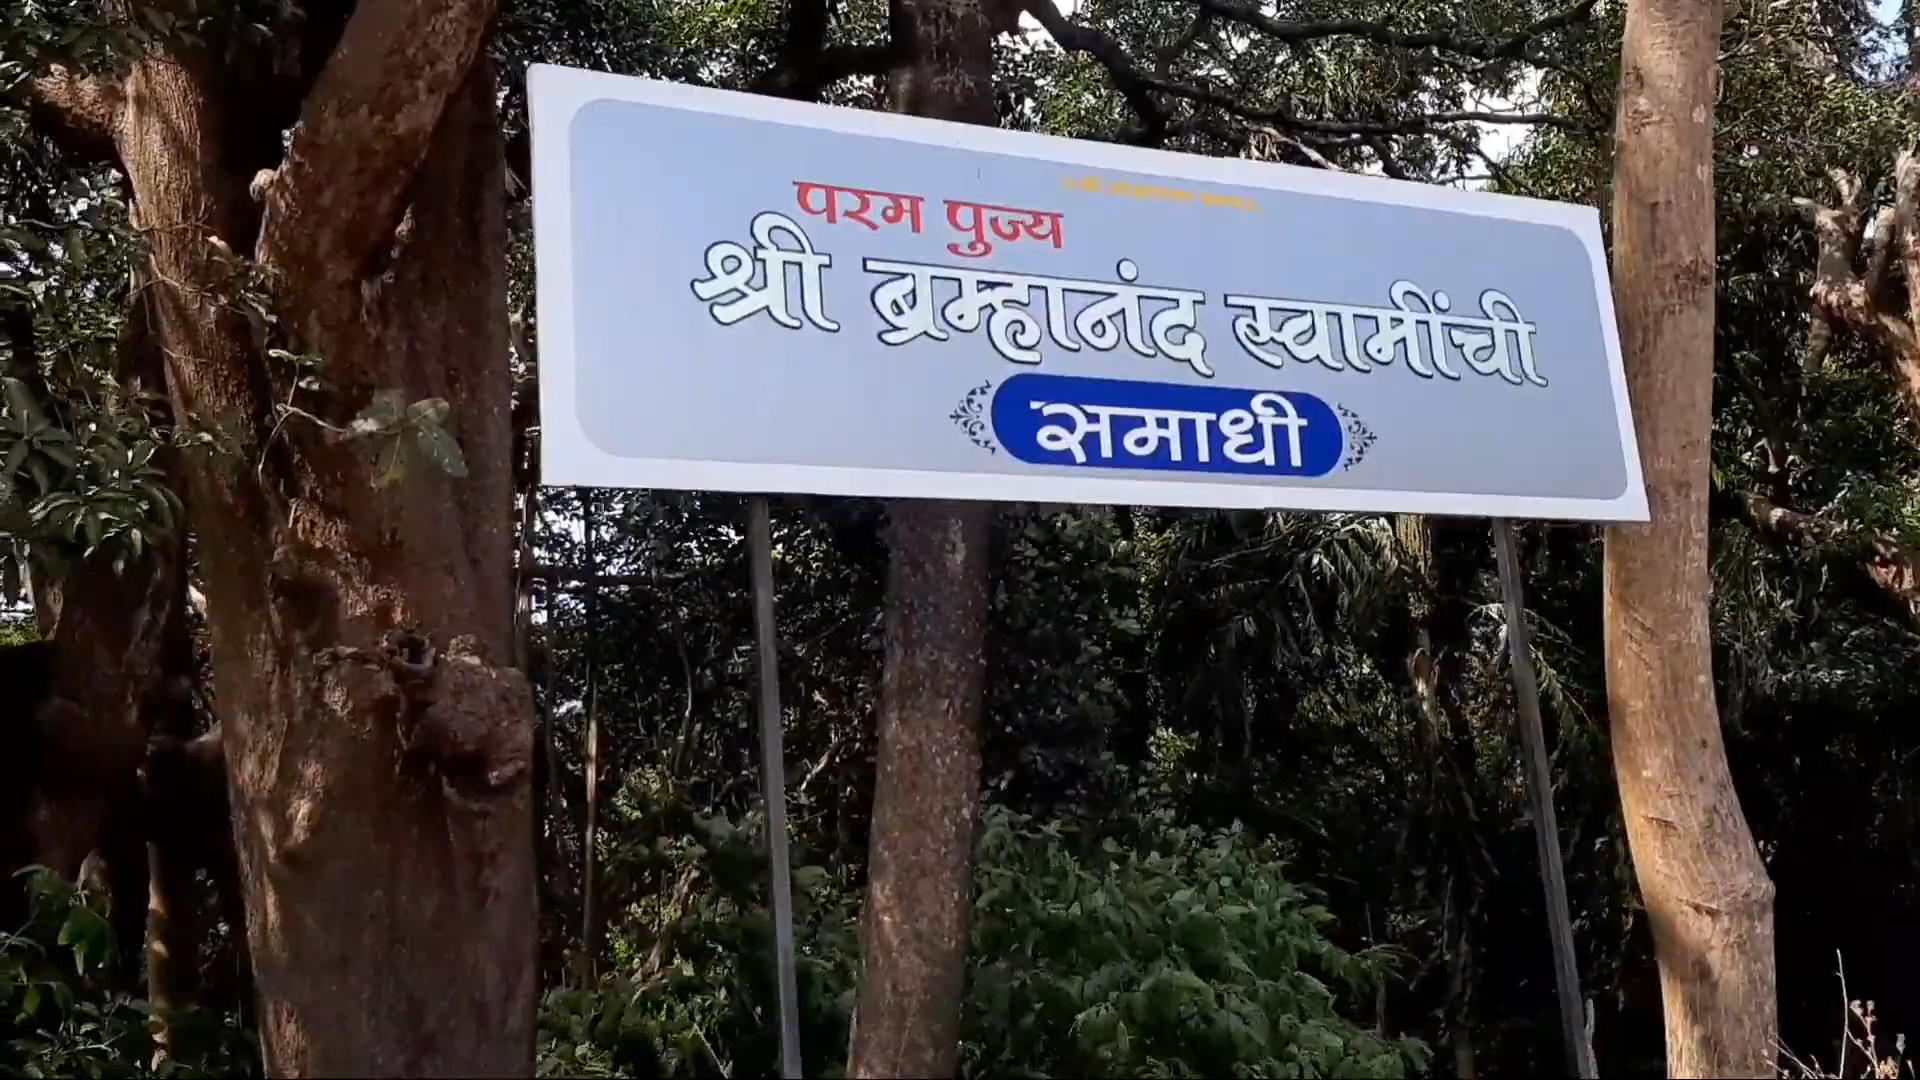 परम पुज्य
श्री ब्रम्हानंद स्वामींची
समाधी